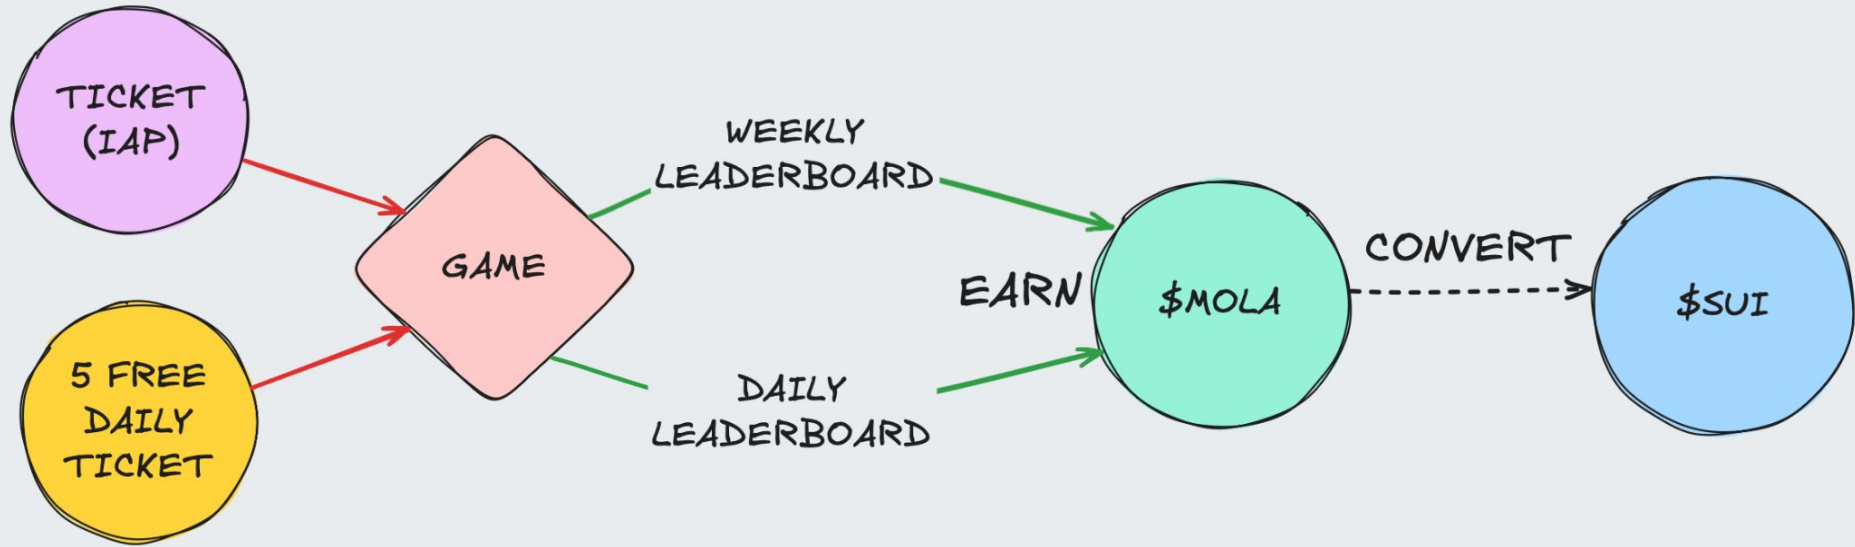 TICKET
(IAP)
5 FREE
DAILY
TICKET
GAME
WEEKLY
LEADERBOARD
DAILY
LEADERBOARD
EARN
$MOLA
CONVERT
$SUI